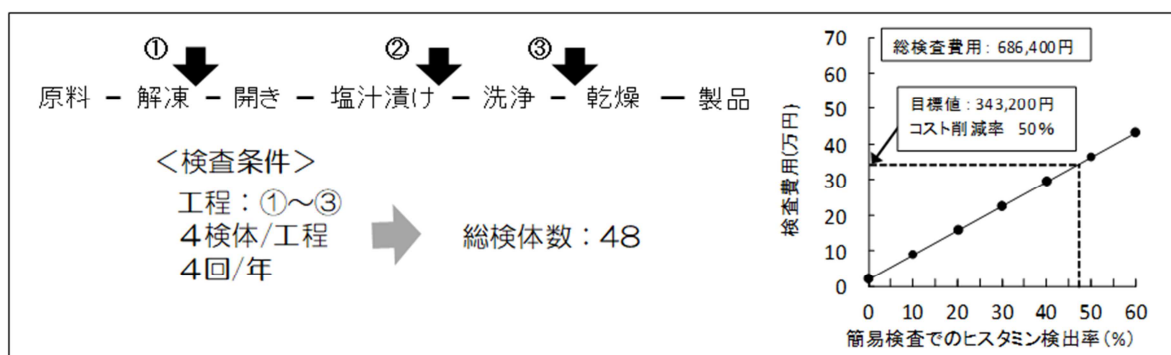 ① ② ③
原料 － 解凍 － 開き － 塩汁漬け － 洗浄 － 乾燥 － 製品
＜検査条件＞
工程：①～③
４検体/工程
４回/年
総検体数：48
検査費用(万円)
70
60
50
40
30
20
10
0
総検査費用：686,400円
目標値：343,200円
コスト削減率 50%
0 10 20 30 40 50 60
簡易検査でのヒスタミン検出率(%)